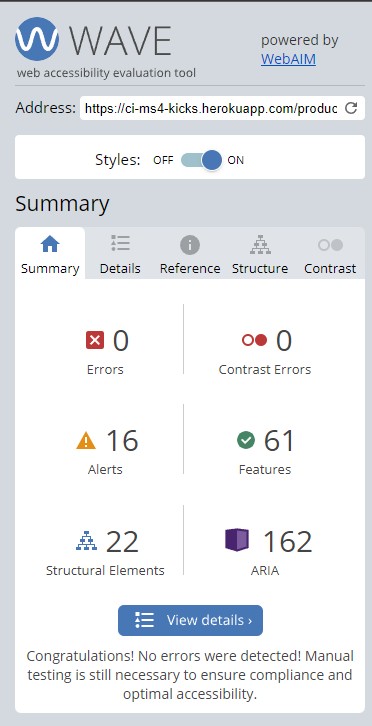 WAVE
web accessibility evaluation tool
powered by
WebAIM
Address: https://ci-ms4-kicks.herokuapp.com/produc
Styles: OFF ON
Summary
Summary Details Reference Structure Contrast
0 0
Errors Contrast Errors
16 61
Alerts Features
22 162
Structural Elements ARIA
View details ›
Congratulations! No errors were detected! Manual
testing is still necessary to ensure compliance and
optimal accessibility.